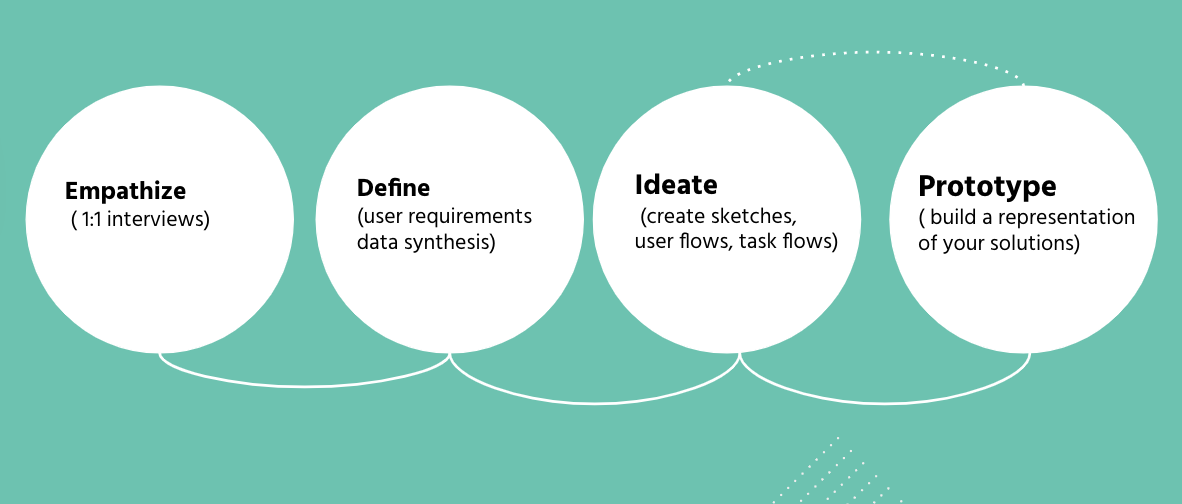 Empathize
( 1:1 interviews)
Define
(user requirements
data synthesis)
Ideate
(create sketches,
user flows, task flows)
Prototype
( build a representation
of your solutions)